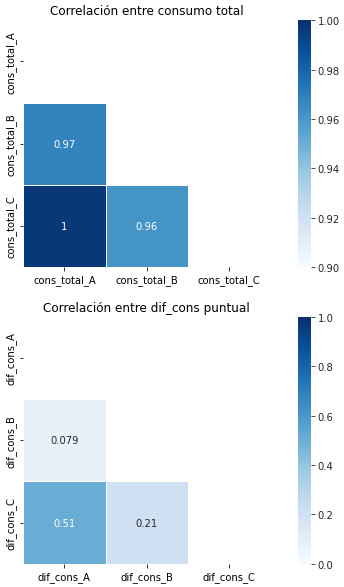 Correlación entre consumo total
cons_total_A
cons_total_B
cons_total_C
0.97
1
0.96
cons_total_A
cons_total_B
cons_total_C
1.00
0.98
0.96
0.94
0.92
0.90
Correlación entre dif_cons puntual
dif_cons_A
dif_cons_B
dif_cons_C
0.079
0.51
0.21
dif_cons_A
dif_cons_B
dif_cons_C
1.0
0.8
0.6
0.4
0.2
0.0